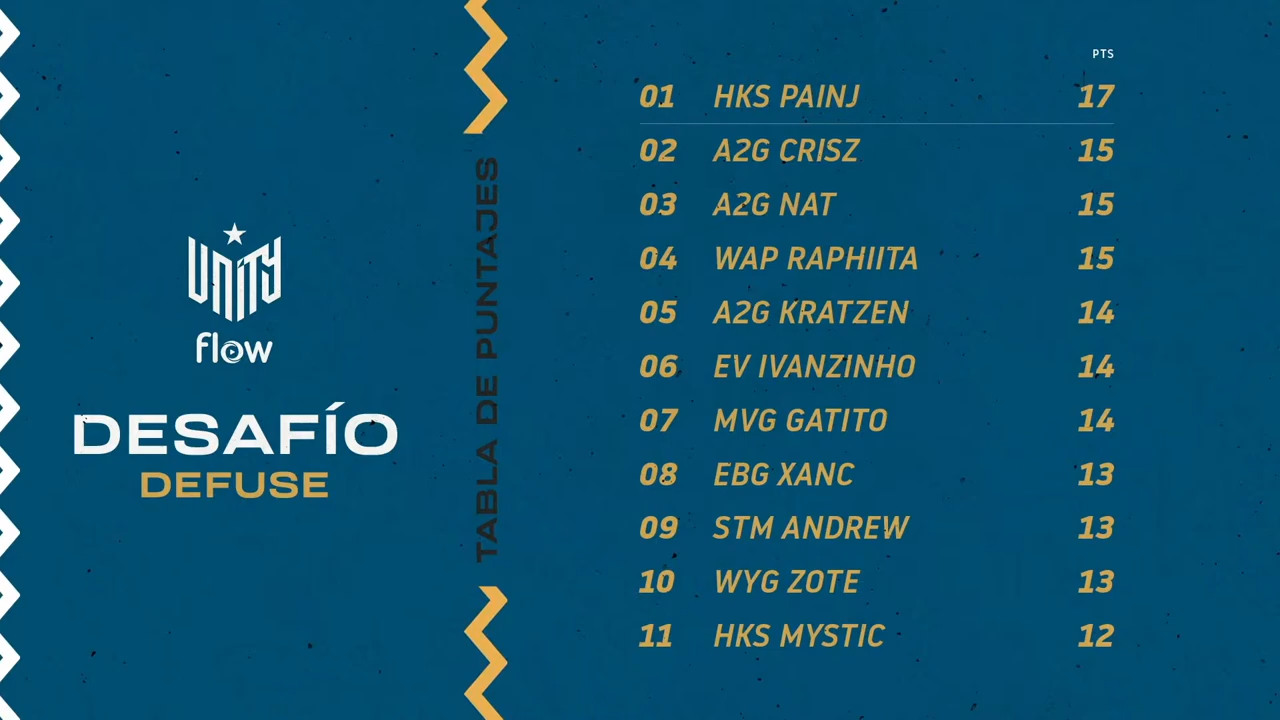 UNITY
flow
DESAFÍO
DEFUSE
TABLA DE PUNTAJES
PTS
01 HKS PAINJ 17
02 A2G CRISZ 15
03 A2G NAT 15
04 WAP RAPHIITA 15
05 A2G KRATZEN 14
06 EV IVANZINHO 14
07 MVG GATITO 14
08 EBG XANC 13
09 STM ANDREW 13
10 WYG ZOTE 13
11 HKS MYSTIC 12